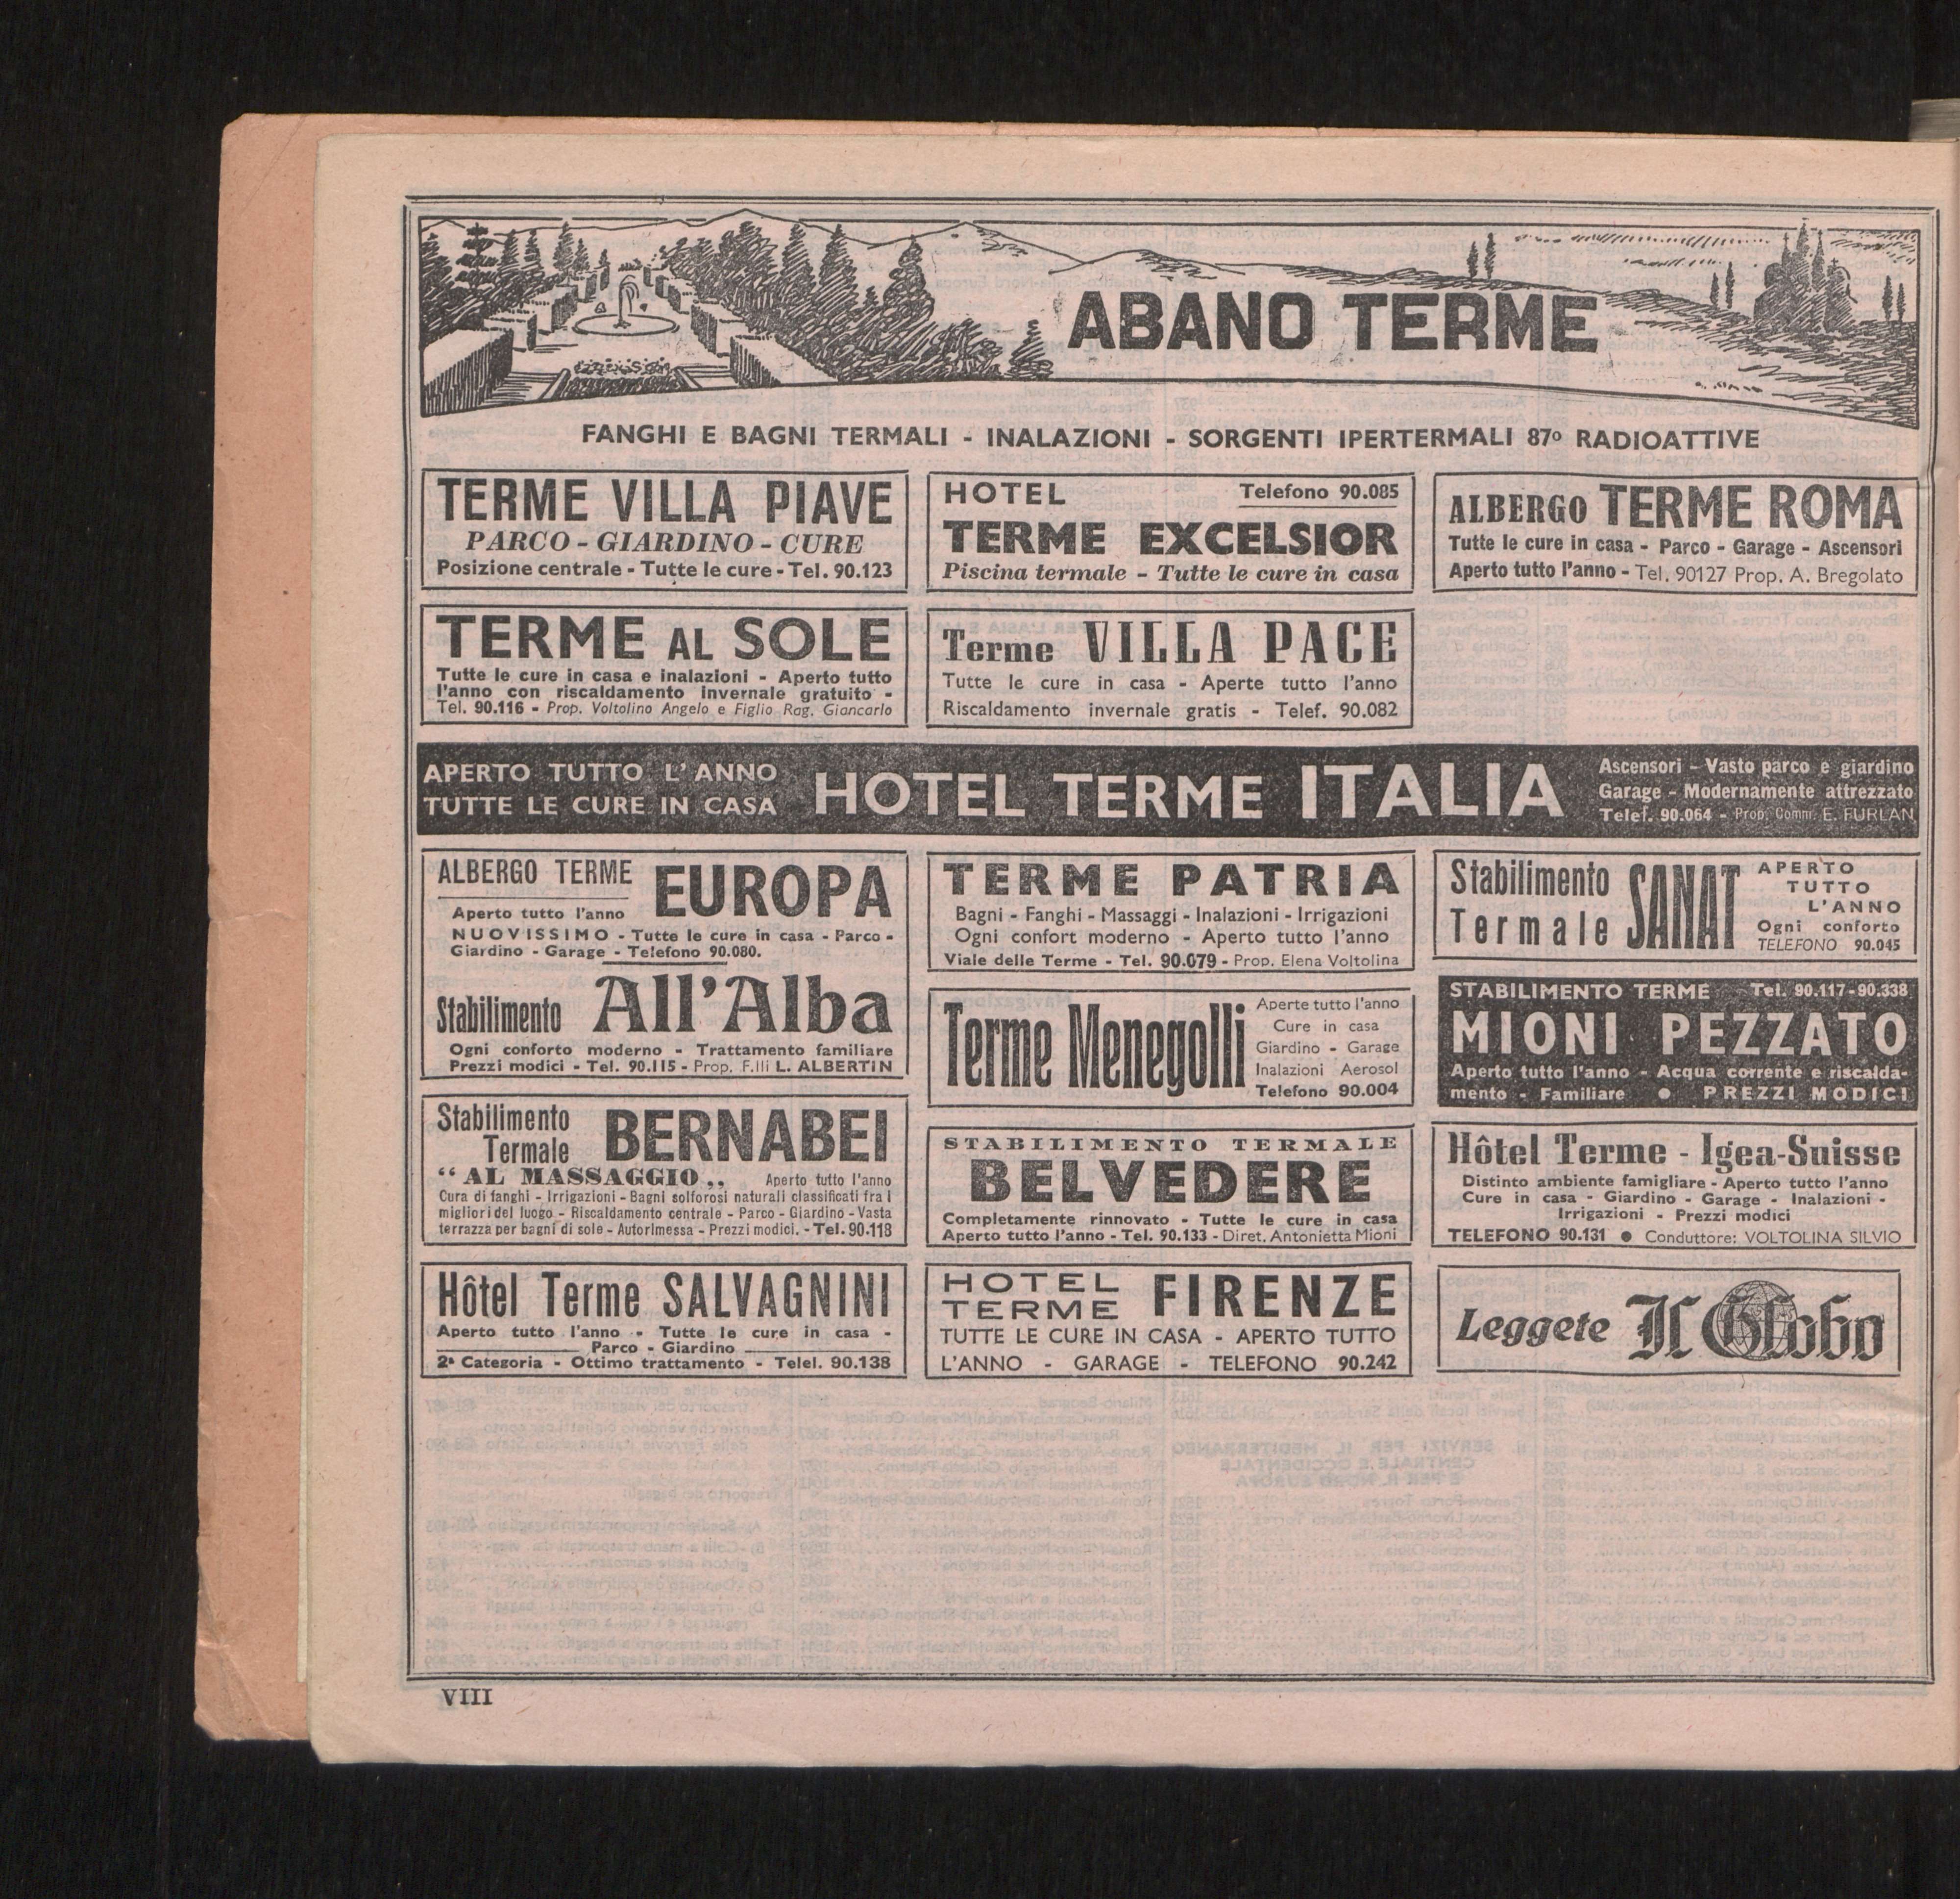 ABANO TERME
FANGHI E BAGNI TERMALI - INALAZIONI - SORGENTI IPERTERMALI 87º RADIOATTIVE
TERME VILLA PIAVE
PARCO - GIARDINO - CURE
Posizione centrale - Tutte le cure - Tel. 90.123
HOTEL Telefono 90.085
TERME EXCELSIOR
Piscina termale - Tutte le cure in casa
ALBERGO TERME ROMA
Tutte le cure in casa - Parco - Garage - Ascensori
Aperto tutto l'anno - Tel. 90127 Prop. A. Bregolato
TERME AL SOLE
Tutte le cure in casa e inalazioni - Aperto tutto
l'anno con riscaldamento invernale gratuito -
Tel. 90.116 - Prop. Voltolino Angelo e Figlio Rag. Giancarlo
Terme VILLA PACE
Tutte le cure in casa - Aperte tutto l'anno
Riscaldamento invernale gratis - Telef. 90.082
APERTO TUTTO L'ANNO
TUTTE LE CURE IN CASA
HOTEL TERME ITALIA
Ascensori - Vasto parco e giardino
Garage - Modernamente attrezzato
Telef. 90.064 - Prop. Comm. E. FURLAN
ALBERGO TERME EUROPA
Aperto tutto l'anno
NUOVISSIMO - Tutte le cure in casa - Parco -
Giardino - Garage - Telefono 90.080.
Stabilimento All'Alba
Ogni conforto moderno - Trattamento familiare
Prezzi modici - Tel. 90.115 - Prop. F.lli L. ALBERTIN
Stabilimento
Termale BERNABEI
“ AL MASSAGGIO „ Aperto tutto l'anno
Cura di fanghi - Irrigazioni - Bagni solforosi naturali classificati fra i
migliori del luogo - Riscaldamento centrale - Parco - Giardino - Vasta
terrazza per bagni di sole - Autorimessa - Prezzi modici. - Tel. 90.118
Hôtel Terme SALVAGNINI
Aperto tutto l'anno - Tutte le cure in casa -
Parco - Giardino
2ª Categoria - Ottimo trattamento - Telel. 90.138
TERME PATRIA
Bagni - Fanghi - Massaggi - Inalazioni - Irrigazioni
Ogni confort moderno - Aperto tutto l'anno
Viale delle Terme - Tel. 90.079 - Prop. Elena Voltolina
Terme Menegolli
Aperte tutto l'anno
Cure in casa
Giardino - Garage
Inalazioni Aerosol
Telefono 90.004
STABILIMENTO TERMALE
BELVEDERE
Completamente rinnovato - Tutte le cure in casa
Aperto tutto l'anno - Tel. 90.133 - Diret. Antonietta Mioni
HOTEL
TERME FIRENZE
TUTTE LE CURE IN CASA - APERTO TUTTO
L'ANNO - GARAGE - TELEFONO 90.242
Stabilimento
Termale SANAT
APERTO
TUTTO
L'ANNO
Ogni conforto
TELEFONO 90.045
STABILIMENTO TERME Tel. 90.117-90.338
MIONI PEZZATO
Aperto tutto l'anno - Acqua corrente e riscalda-
mento - Familiare ● PREZZI MODICI
Hôtel Terme - Igea-Suisse
Distinto ambiente famigliare - Aperto tutto l'anno
Cure in casa - Giardino - Garage - Inalazioni -
Irrigazioni - Prezzi modici
TELEFONO 90.131 ● Conduttore: VOLTOLINA SILVIO
Leggete Il Globo
VIII